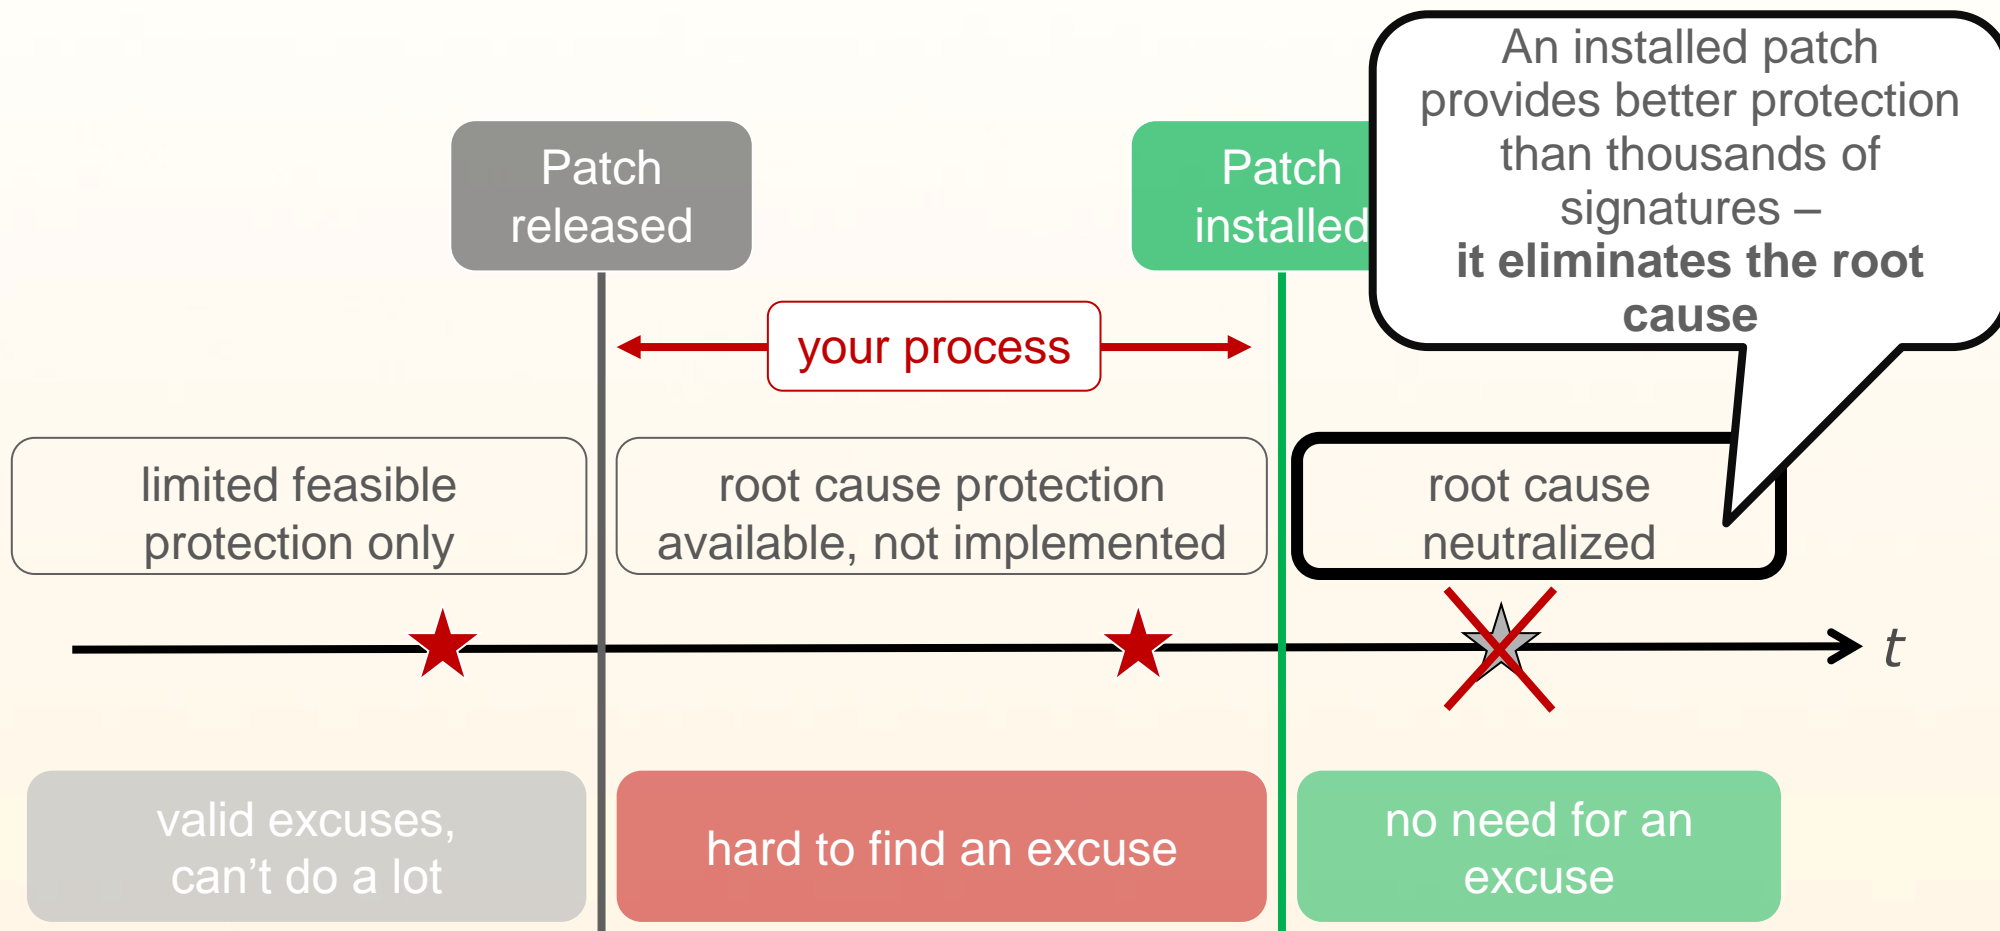 An installed patch
provides better protection
than thousands of
signatures –
it eliminates the root
cause
Patch
released
Patch
installed
your process
limited feasible
protection only
root cause protection
available, not implemented
root cause
neutralized
t
valid excuses,
can’t do a lot
hard to find an excuse
no need for an
excuse